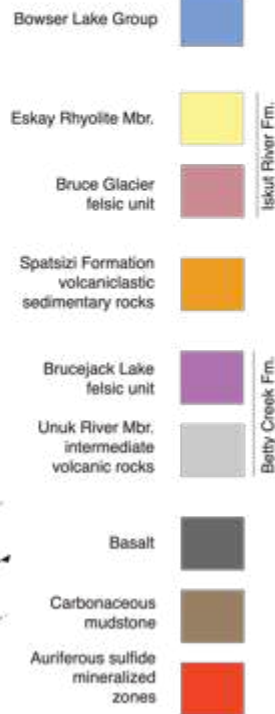 Bowser Lake Group
Eskay Rhyolite Mbr.
Bruce Glacier
felsic unit
Iskut River Fm.
Spatsizi Formation
volcaniclastic
sedimentary rocks
Brucejack Lake
felsic unit
Unuk River Mbr.
intermediate
volcanic rocks
Betty Creek Fm.
Basalt
Carbonaceous
mudstone
Auriferous sulfide
mineralized
zones